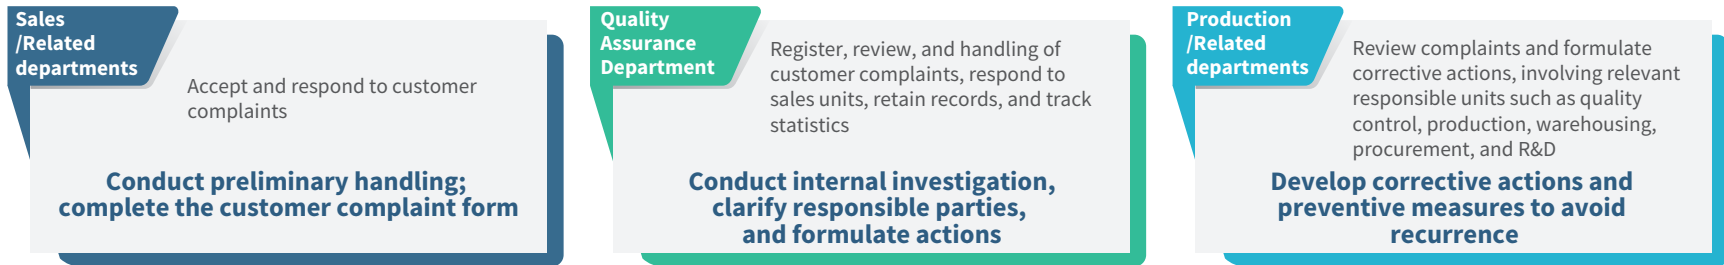 Sales
/Related
departments
Accept and respond to customer
complaints
Conduct preliminary handling;
complete the customer complaint form
Quality
Assurance
Department
Register, review, and handling of
customer complaints, respond to
sales units, retain records, and track
statistics
Conduct internal investigation,
clarify responsible parties,
and formulate actions
Production
/Related
departments
Review complaints and formulate
corrective actions, involving relevant
responsible units such as quality
control, production, warehousing,
procurement, and R&D
Develop corrective actions and
preventive measures to avoid
recurrence